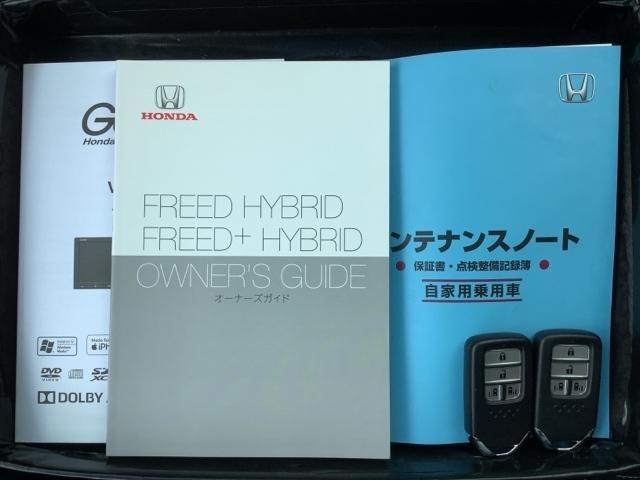 HONDA
FREED HYBRID
FREED+ HYBRID
OWNER'S GUIDE
オーナーズガイド
ンテナンスノート
保証書・点検整備記録簿
自家用乗用車
Honda
DVD
VIDEO
DOLBY